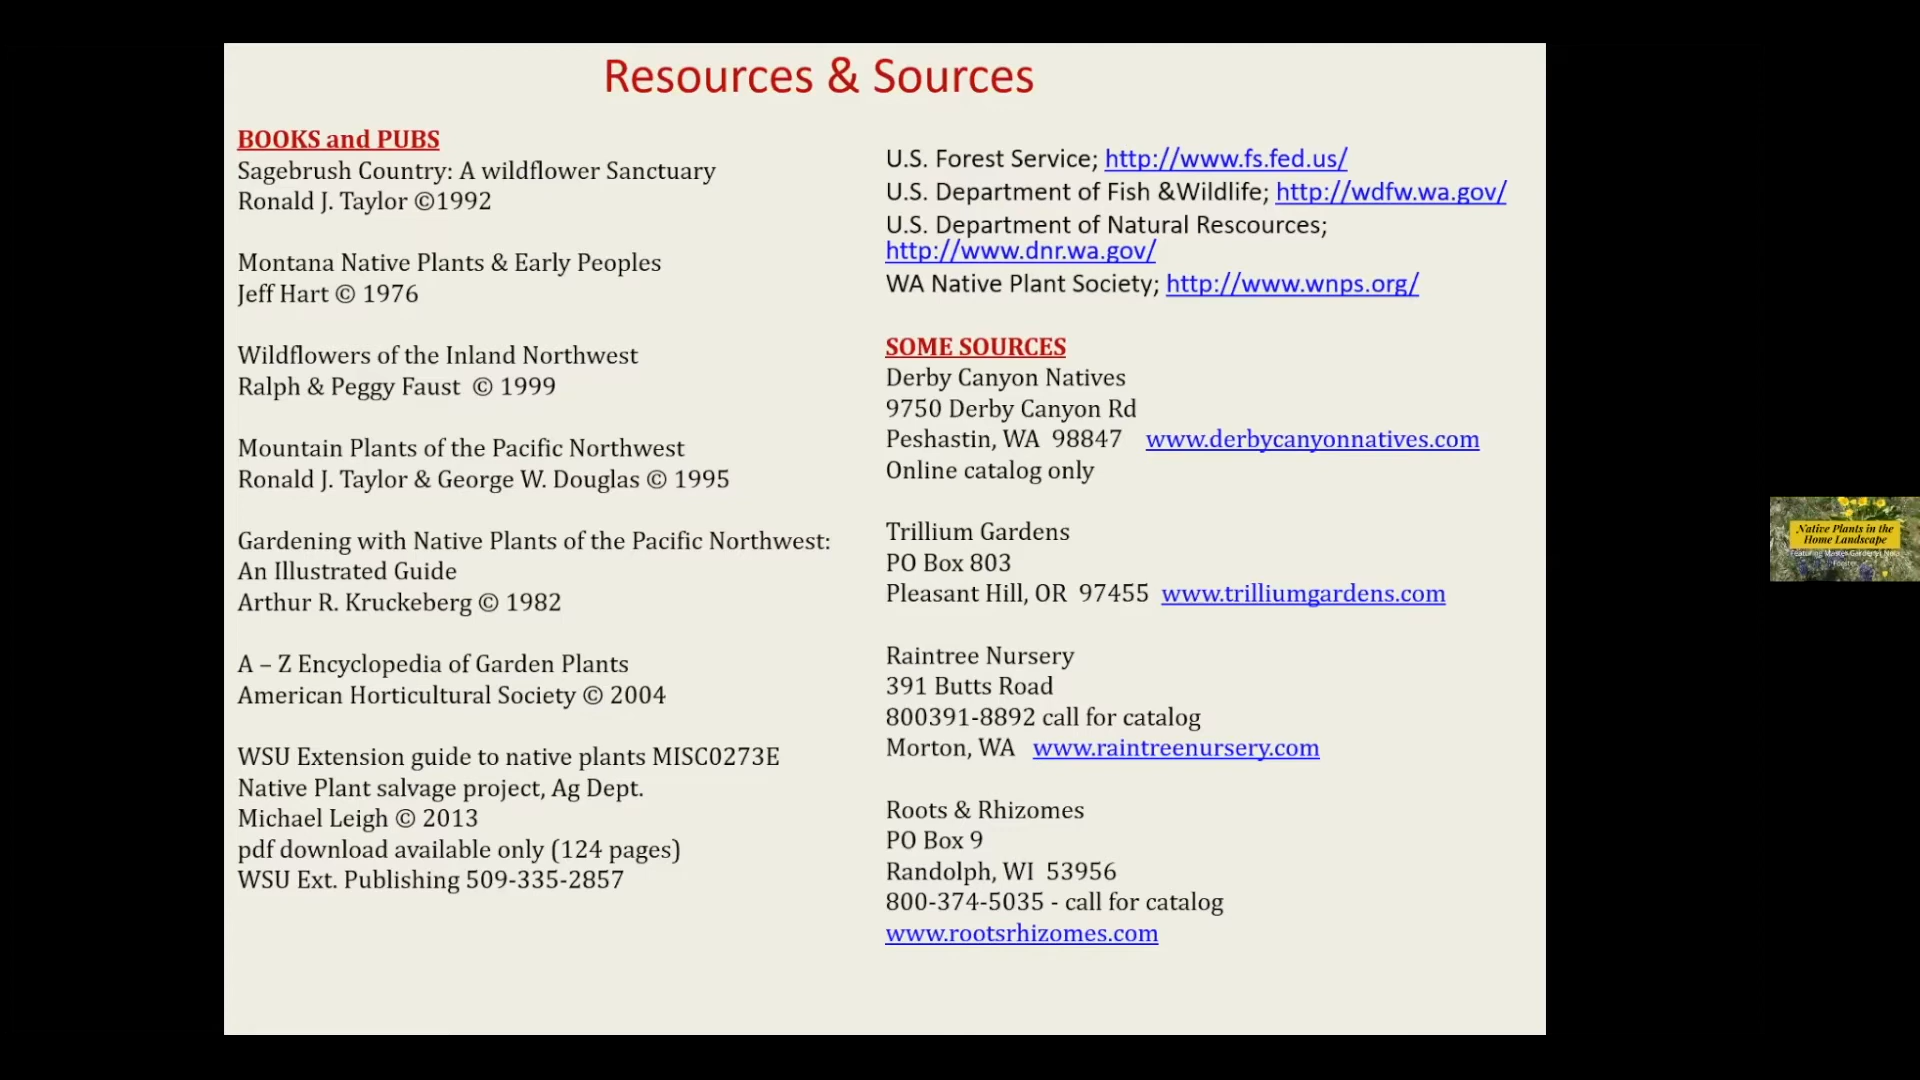 Resources & Sources
BOOKS and PUBS
Sagebrush Country: A wildflower Sanctuary
Ronald J. Taylor ©1992
Montana Native Plants & Early Peoples
Jeff Hart © 1976
Wildflowers of the Inland Northwest
Ralph & Peggy Faust © 1999
Mountain Plants of the Pacific Northwest
Ronald J. Taylor & George W. Douglas © 1995
Gardening with Native Plants of the Pacific Northwest:
An Illustrated Guide
Arthur R. Kruckeberg © 1982
A – Z Encyclopedia of Garden Plants
American Horticultural Society © 2004
WSU Extension guide to native plants MISC0273E
Native Plant salvage project, Ag Dept.
Michael Leigh © 2013
pdf download available only (124 pages)
WSU Ext. Publishing 509-335-2857
U.S. Forest Service; http://www.fs.fed.us/
U.S. Department of Fish &Wildlife; http://wdfw.wa.gov/
U.S. Department of Natural Rescources;
http://www.dnr.wa.gov/
WA Native Plant Society; http://www.wnps.org/
SOME SOURCES
Derby Canyon Natives
9750 Derby Canyon Rd
Peshastin, WA 98847 www.derbycanyonnatives.com
Online catalog only
Trillium Gardens
PO Box 803
Pleasant Hill, OR 97455 www.trilliumgardens.com
Raintree Nursery
391 Butts Road
800391-8892 call for catalog
Morton, WA www.raintreenursery.com
Roots & Rhizomes
PO Box 9
Randolph, WI 53956
800-374-5035 - call for catalog
www.rootsrhizomes.com
Native Plants in the
Home Landscape
Featuring Master Gardener